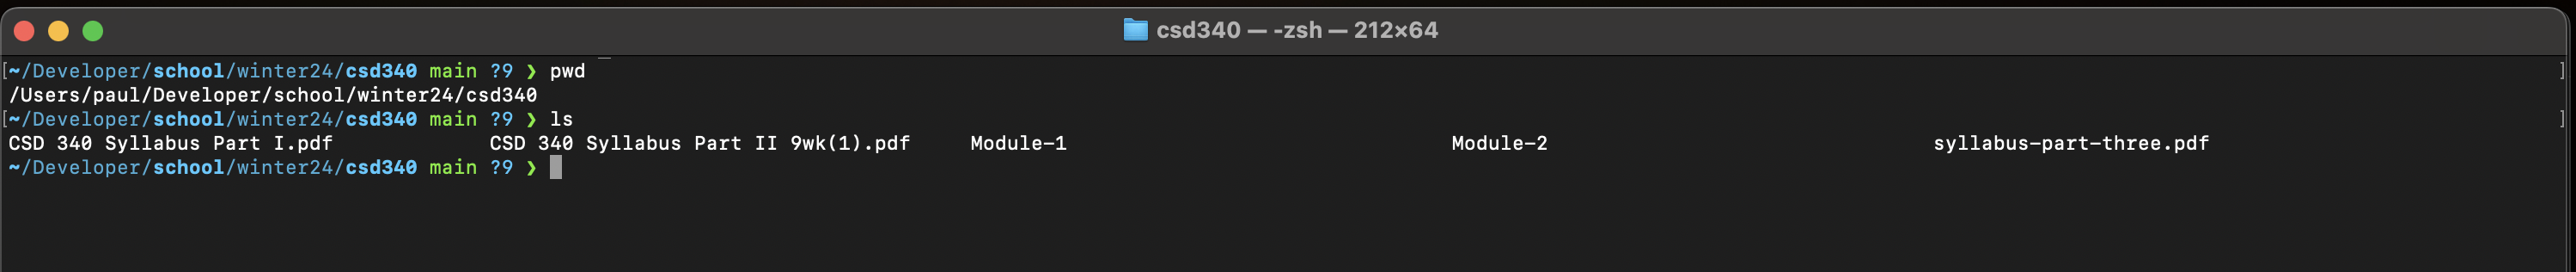 csd340 — -zsh — 212×64
[~/Developer/school/winter24/csd340 main ?9 ❯ pwd ]
/Users/paul/Developer/school/winter24/csd340
[~/Developer/school/winter24/csd340 main ?9 ❯ ls ]
CSD 340 Syllabus Part I.pdf CSD 340 Syllabus Part II 9wk(1).pdf Module-1 Module-2 syllabus-part-three.pdf
~/Developer/school/winter24/csd340 main ?9 ❯